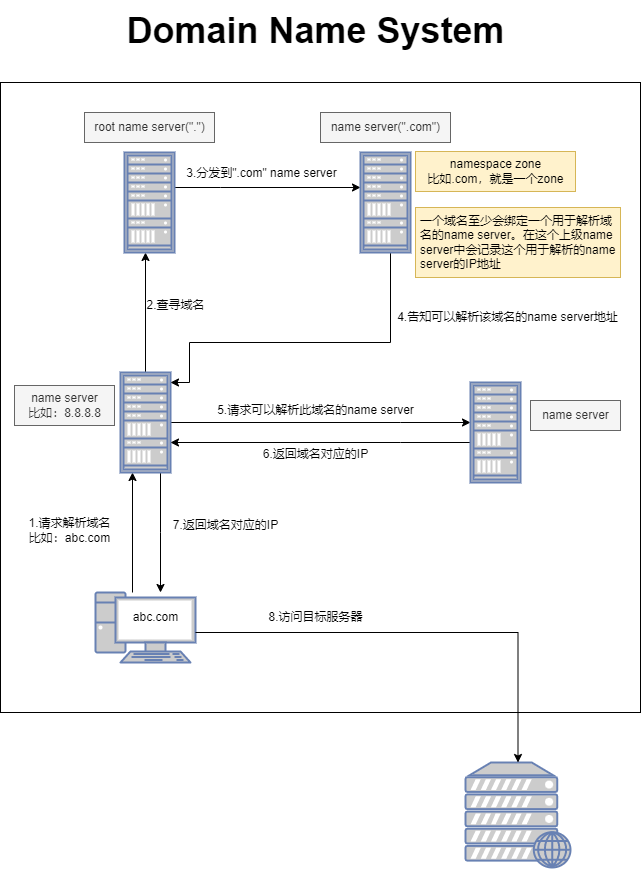 Domain Name System
root name server(".")
name server(".com")
3.分发到".com" name server
namespace zone
比如.com，就是一个zone
一个域名至少会绑定一个用于解析域
名的name server。在这个上级name
server中会记录这个用于解析的name
server的IP地址
2.查寻域名
4.告知可以解析该域名的name server地址
name server
比如：8.8.8.8
5.请求可以解析此域名的name server
name server
6.返回域名对应的IP
1.请求解析域名
比如：abc.com
7.返回域名对应的IP
abc.com
8.访问目标服务器